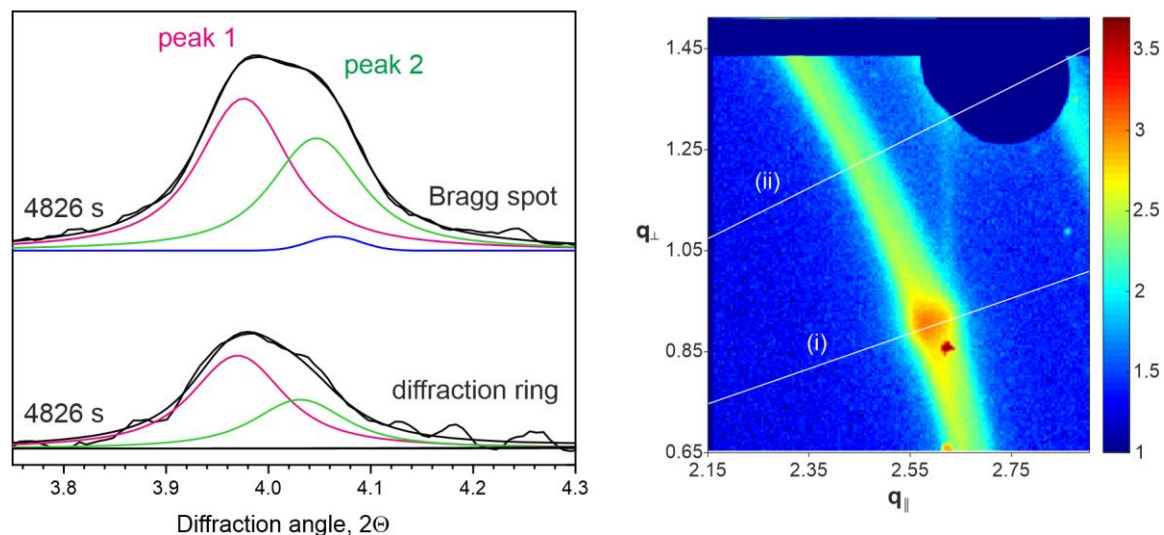 peak 1
peak 2
4826 s
Bragg spot
4826 s
diffraction ring
3.8 3.9 4.0 4.1 4.2 4.3
Diffraction angle, 2Θ
1.45
1.25
1.05
0.85
0.65
q⊥
(ii)
(i)
2.15 2.35 2.55 2.75
q∥
3.5
3
2.5
2
1.5
1